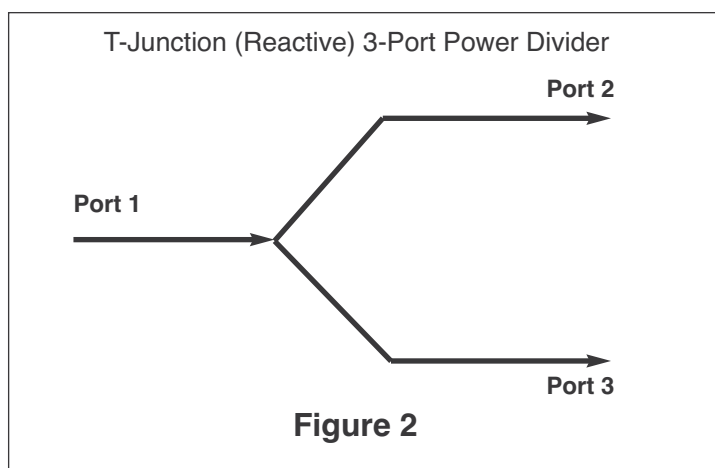 T-Junction (Reactive) 3-Port Power Divider
Port 2
Port 1
Port 3
Figure 2